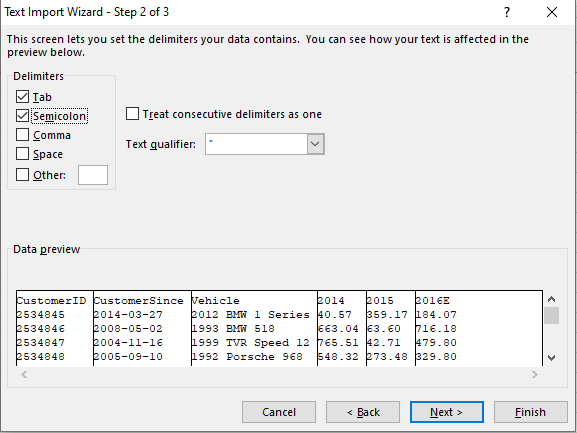 Text Import Wizard - Step 2 of 3 ?
This screen lets you set the delimiters your data contains. You can see how your text is affected in the
preview below.
Delimiters
Tab
Semicolon
Comma
Space
Other:
Treat consecutive delimiters as one
Text qualifier: "
Data preview
CustomerID CustomerSince Vehicle 2014 2015 2016E
2534845 2014-03-27 2012 BMW 1 Series 40.57 359.17 184.07
2534846 2008-05-02 1993 BMW 518 663.04 63.60 716.18
2534847 2004-11-16 1999 TVR Speed 12 765.51 42.71 479.80
2534848 2005-09-10 1992 Porsche 968 548.32 273.48 329.80
Cancel < Back Next > Finish